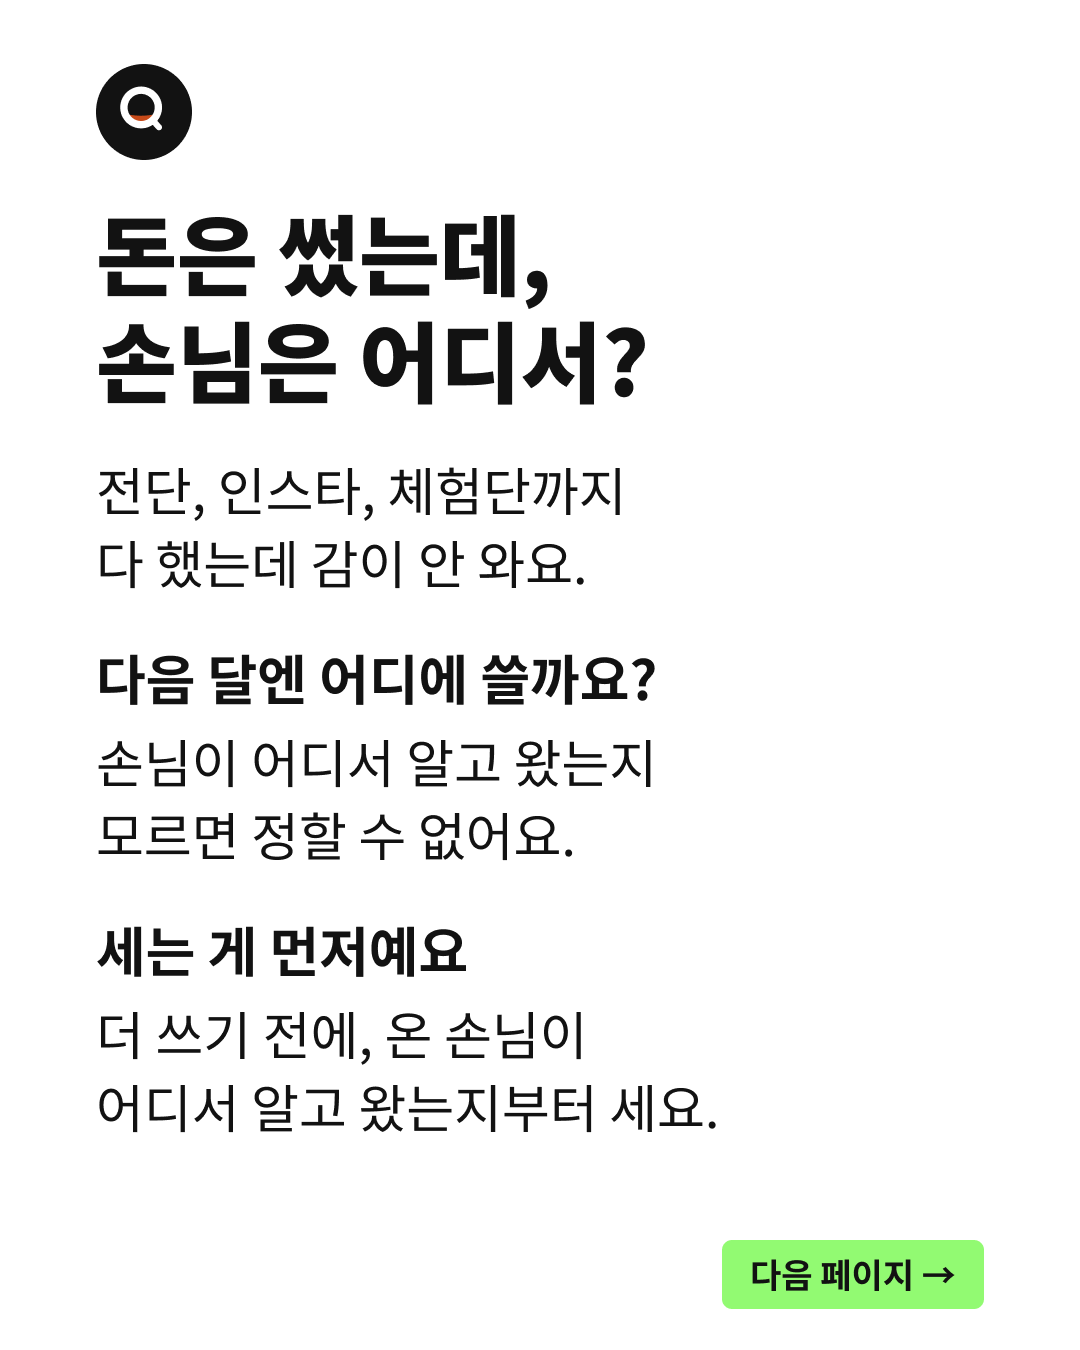 돈은 썼는데,
손님은 어디서?
전단, 인스타, 체험단까지
다 했는데 감이 안 와요.
다음 달엔 어디에 쓸까요?
손님이 어디서 알고 왔는지
모르면 정할 수 없어요.
세는 게 먼저예요
더 쓰기 전에, 온 손님이
어디서 알고 왔는지부터 세요.
다음 페이지 →